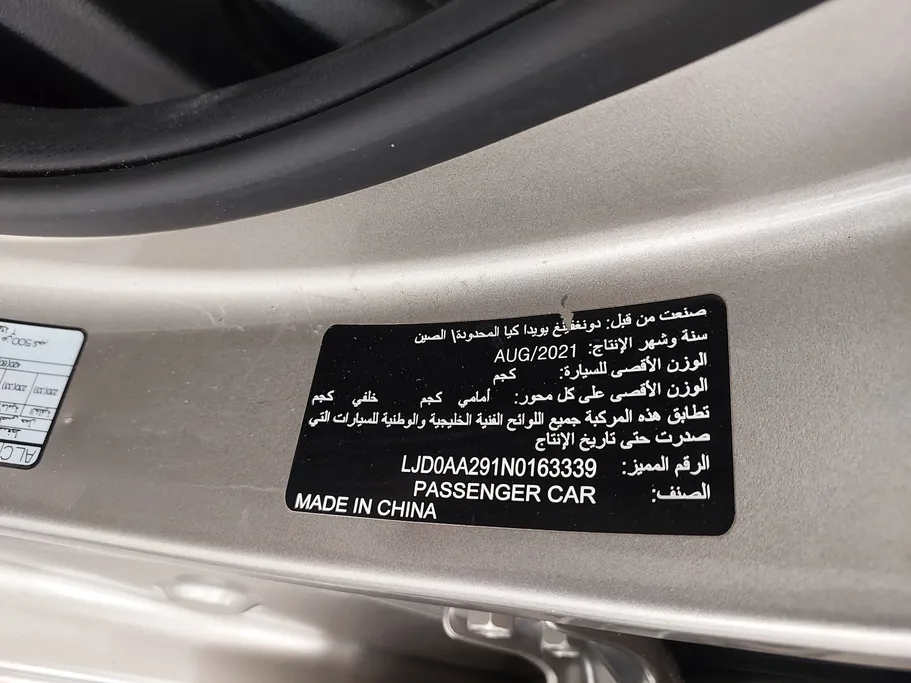 صنعت من قبل: دونغفينغ يويدا كيا المحدودة\ الصين
سنة وشهر الإنتاج: AUG/2021
الوزن الأقصى للسيارة: كجم
الوزن الأقصى على كل محور: أمامي كجم خلفي كجم
تطابق هذه المركبة جميع اللوائح الفنية الخليجية والوطنية للسيارات التي
صدرت حتى تاريخ الإنتاج
الرقم المميز: LJD0AA291N0163339
الصنف: PASSENGER CAR
MADE IN CHINA